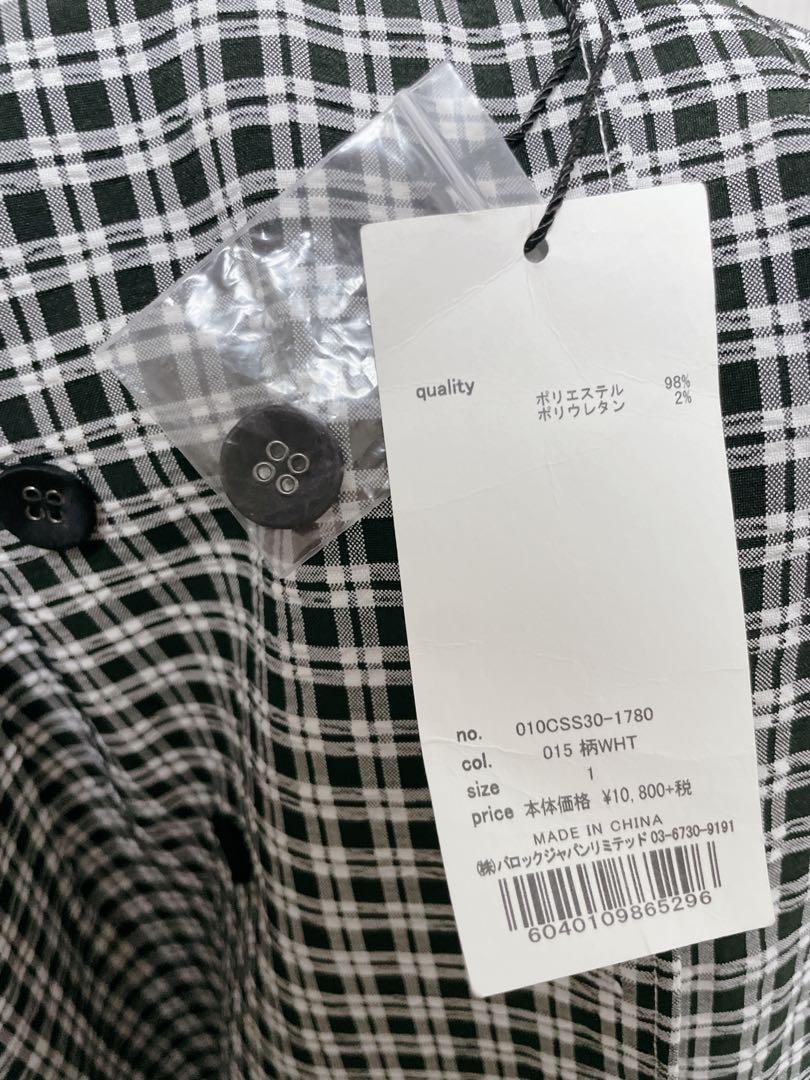 quality ポリエステル 98%
ポリウレタン 2%
no. 010CSS30-1780
col. 015 柄WHT
size 1
price 本体価格 ¥10,800+税
MADE IN CHINA
㈱バロックジャパンリミテッド 03-6730-9191
6040109865296